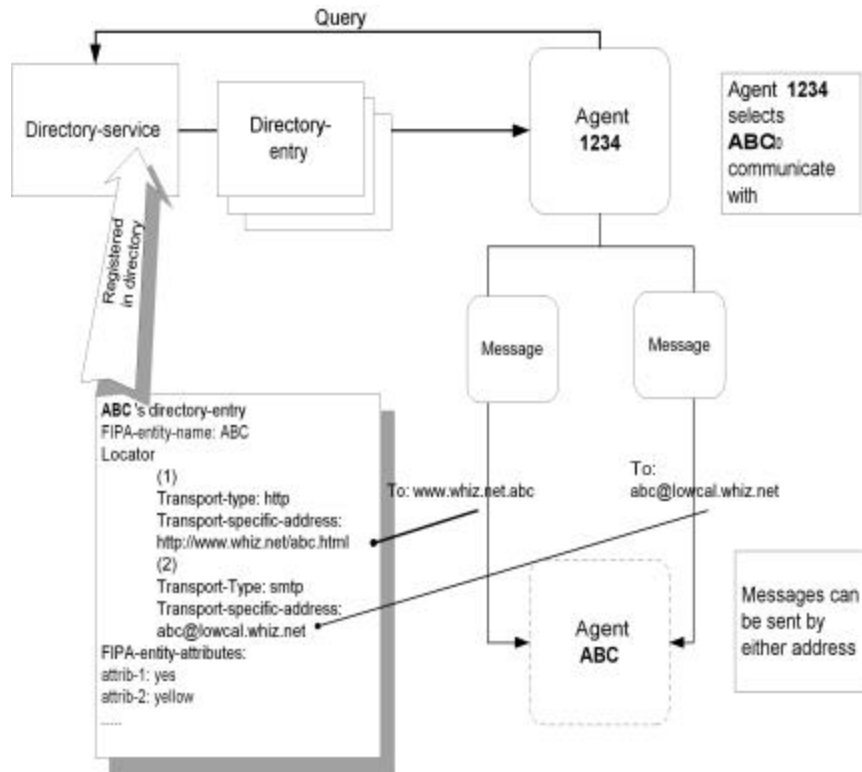 Query
Directory-service
Directory-
entry
Agent
1234
Agent 1234
selects
ABC
communicate
with
Registered
in directory
Message
Message
ABC 's directory-entry
FIPA-entity-name: ABC
Locator
(1)
Transport-type: http
Transport-specific-address:
http://www.whiz.net/abc.html
(2)
Transport-Type: smtp
Transport-specific-address:
abc@lowcal.whiz.net
FIPA-entity-attributes:
attrib-1: yes
attrib-2: yellow
.....
To: www.whiz.net.abc
To:
abc@lowcal.whiz.net
Agent
ABC
Messages can
be sent by
either address